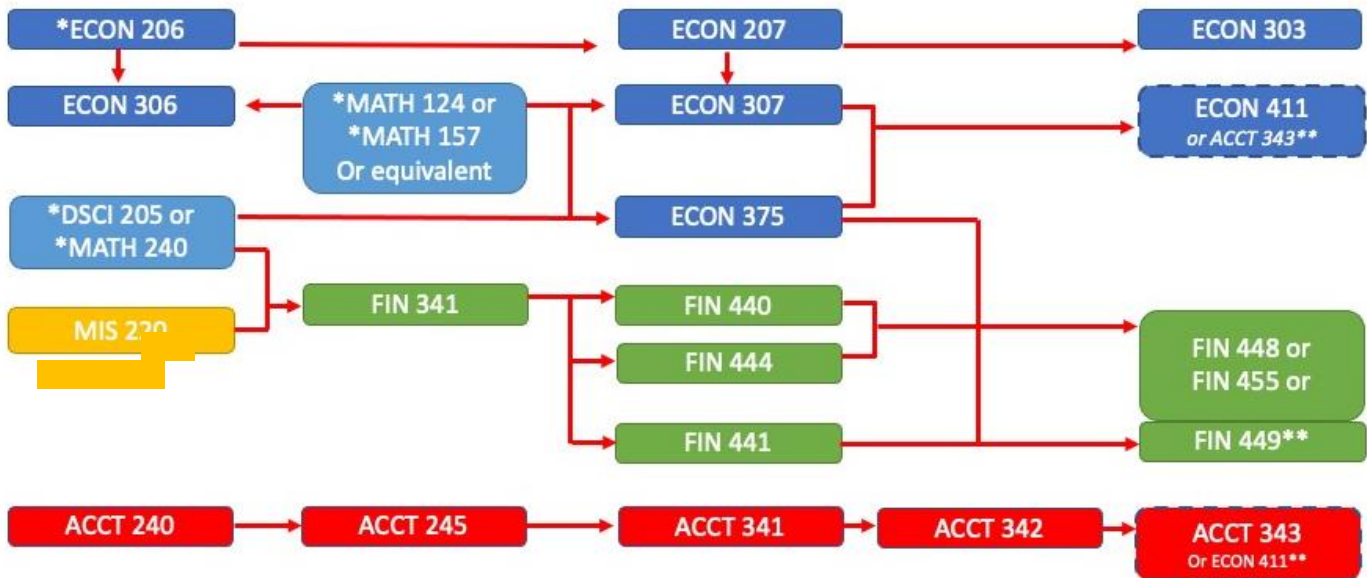 *ECON 206
ECON 207
ECON 303
ECON 306
*MATH 124 or
*MATH 157
Or equivalent
ECON 307
ECON 411
or ACCT 343**
*DSCI 205 or
*MATH 240
ECON 375
MIS
FIN 341
FIN 440
FIN 444
FIN 448 or
FIN 455 or
FIN 441
FIN 449**
ACCT 240
ACCT 245
ACCT 341
ACCT 342
ACCT 343
Or ECON 411**